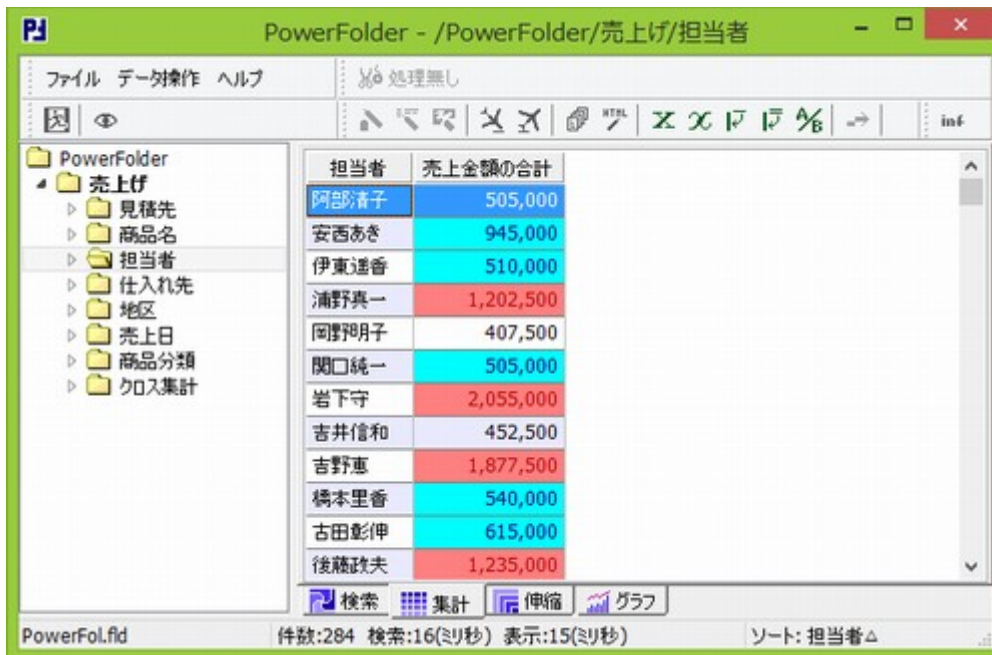 PowerFolder - /PowerFolder/売上げ/担当者
ファイル データ操作 ヘルプ 処理無し
HTML A/B inf
PowerFolder
売上げ
見積先
商品名
担当者
仕入れ先
地区
売上日
商品分類
クロス集計
担当者 売上金額の合計
阿部清子 505,000
安西あき 945,000
伊東遥香 510,000
浦野真一 1,202,500
岡野明子 407,500
関口純一 505,000
岩下守 2,055,000
吉井信和 452,500
吉野恵 1,877,500
橋本里香 540,000
古田彰伸 615,000
後藤政夫 1,235,000
検索 集計 伸縮 グラフ
PowerFol.fld 件数:284 検索:16(ミリ秒) 表示:15(ミリ秒) ソート: 担当者△